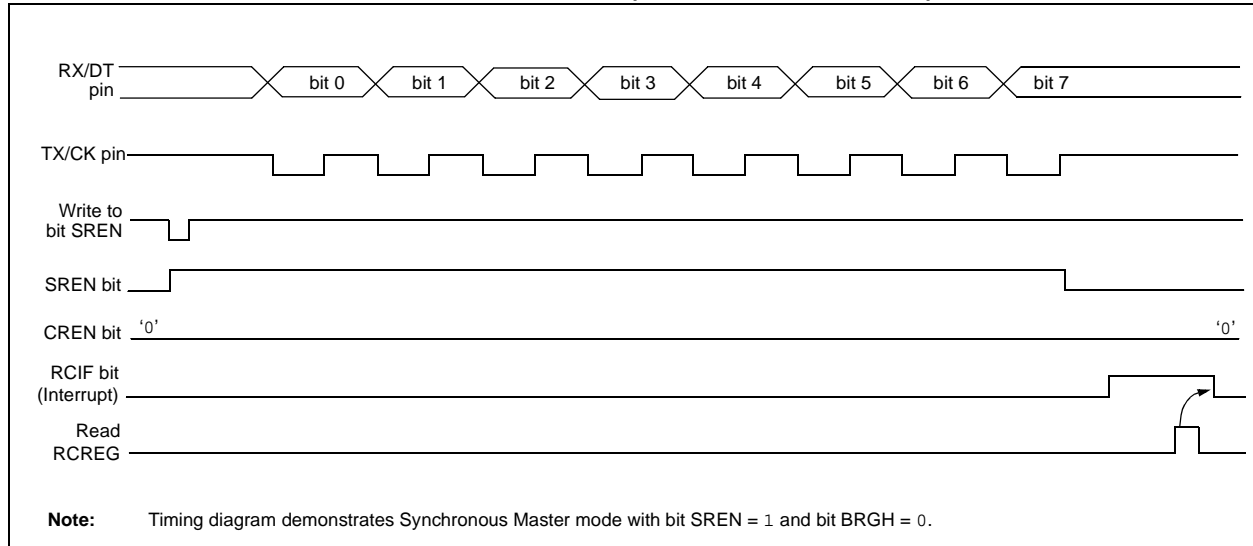 RX/DT
pin
bit 0 bit 1 bit 2 bit 3 bit 4 bit 5 bit 6 bit 7
TX/CK pin
Write to
bit SREN
SREN bit
CREN bit ‘0’ ‘0’
RCIF bit
(Interrupt)
Read
RCREG
Note: Timing diagram demonstrates Synchronous Master mode with bit SREN = 1 and bit BRGH = 0.